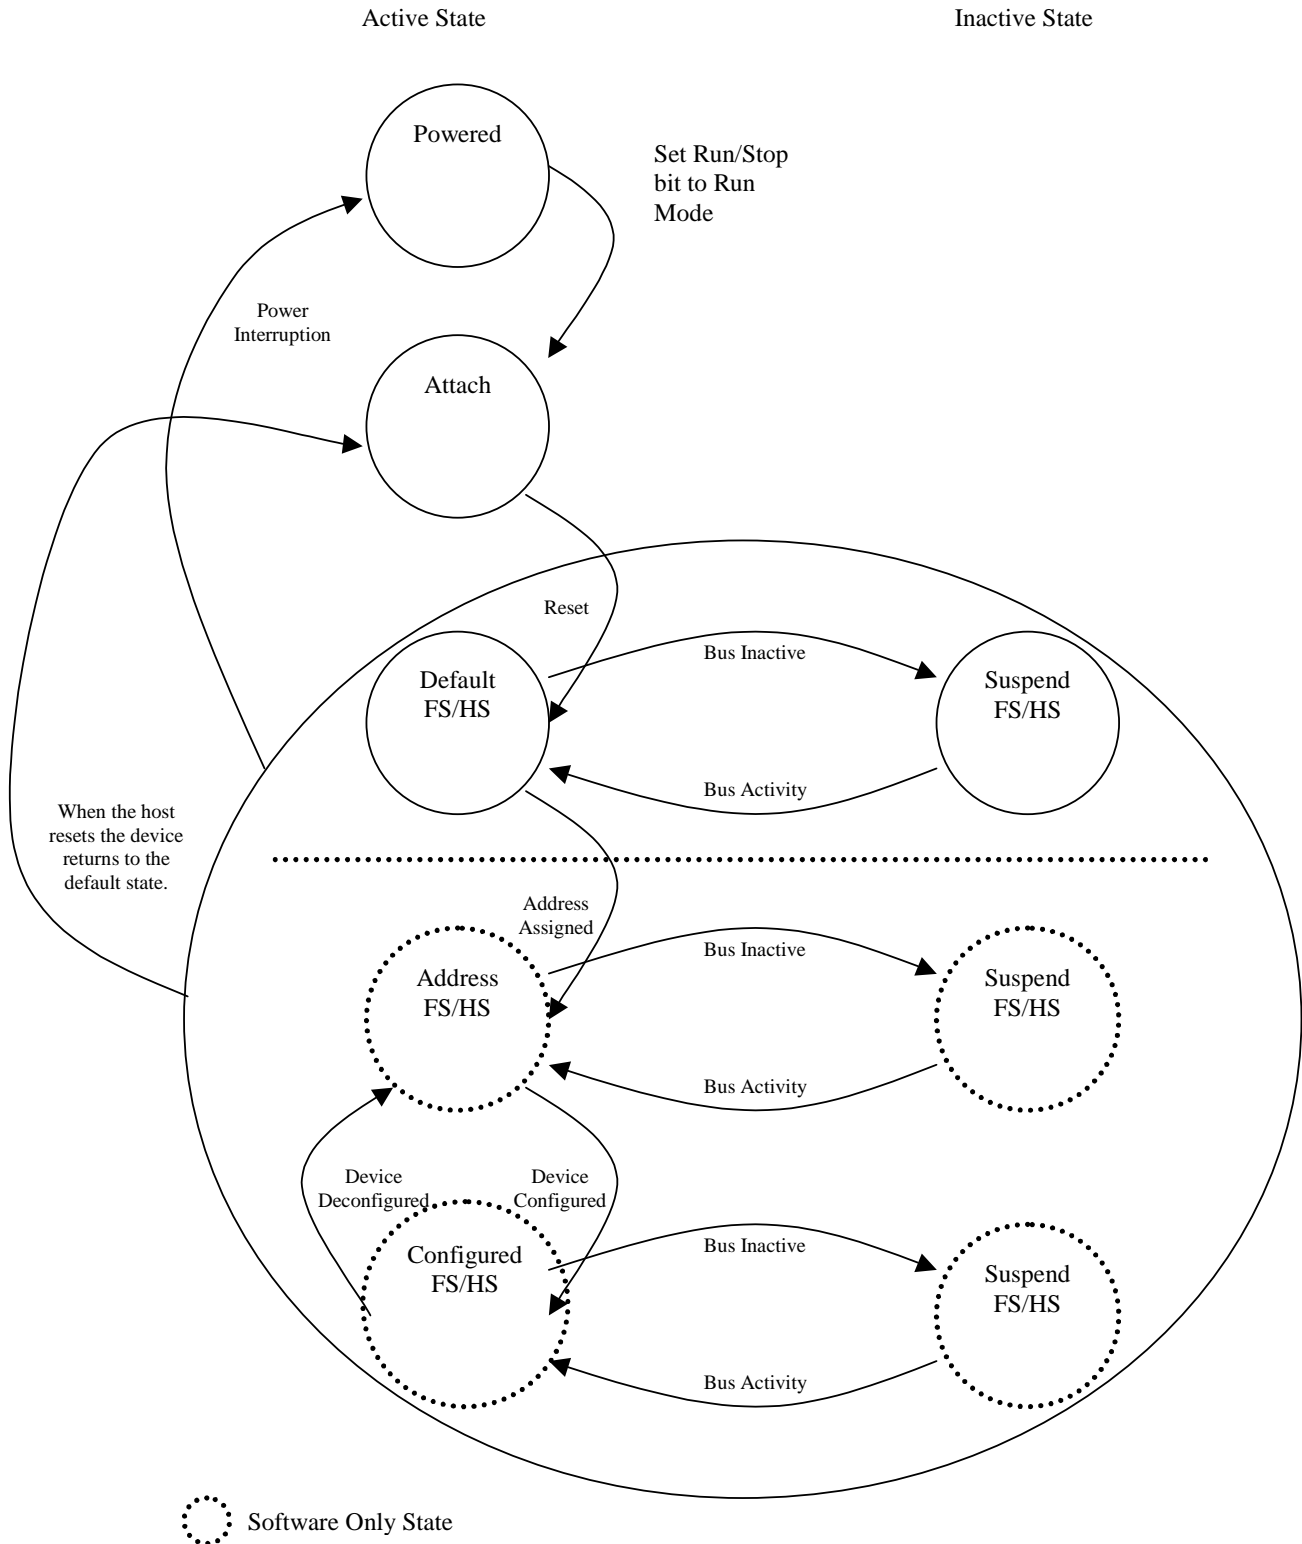 Active State
Inactive State
Powered
Set Run/Stop
bit to Run
Mode
Power
Interruption
Attach
Reset
Default
FS/HS
Bus Inactive
Suspend
FS/HS
Bus Activity
When the host
resets the device
returns to the
default state.
Address
Assigned
Address
FS/HS
Bus Inactive
Suspend
FS/HS
Bus Activity
Device
Deconfigured
Device
Configured
Configured
FS/HS
Bus Inactive
Suspend
FS/HS
Bus Activity
Software Only State